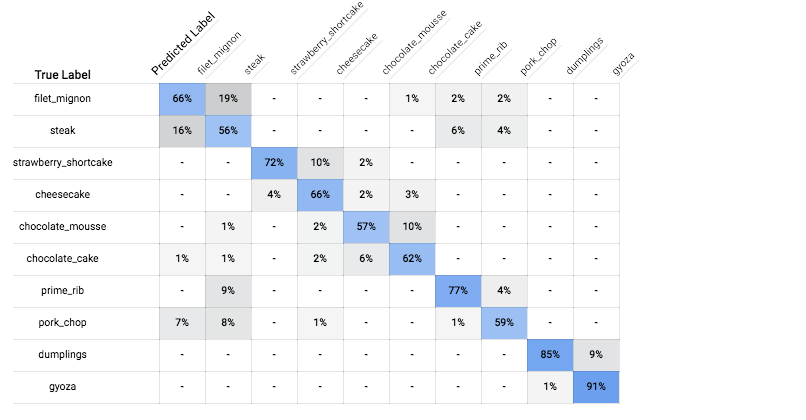 Predicted Label
filet_mignon
steak
strawberry_shortcake
cheesecake
chocolate_mousse
chocolate_cake
prime_rib
pork_chop
dumplings
gyoza
True Label
filet_mignon 66% 19% - - - 1% 2% 2% - -
steak 16% 56% - - - - 6% 4% - -
strawberry_shortcake - - 72% 10% 2% - - - - -
cheesecake - - 4% 66% 2% 3% - - - -
chocolate_mousse - 1% - 2% 57% 10% - - - -
chocolate_cake 1% 1% - 2% 6% 62% - - - -
prime_rib - 9% - - - - 77% 4% - -
pork_chop 7% 8% - 1% - - 1% 59% - -
dumplings - - - - - - - - 85% 9%
gyoza - - - - - - - - 1% 91%